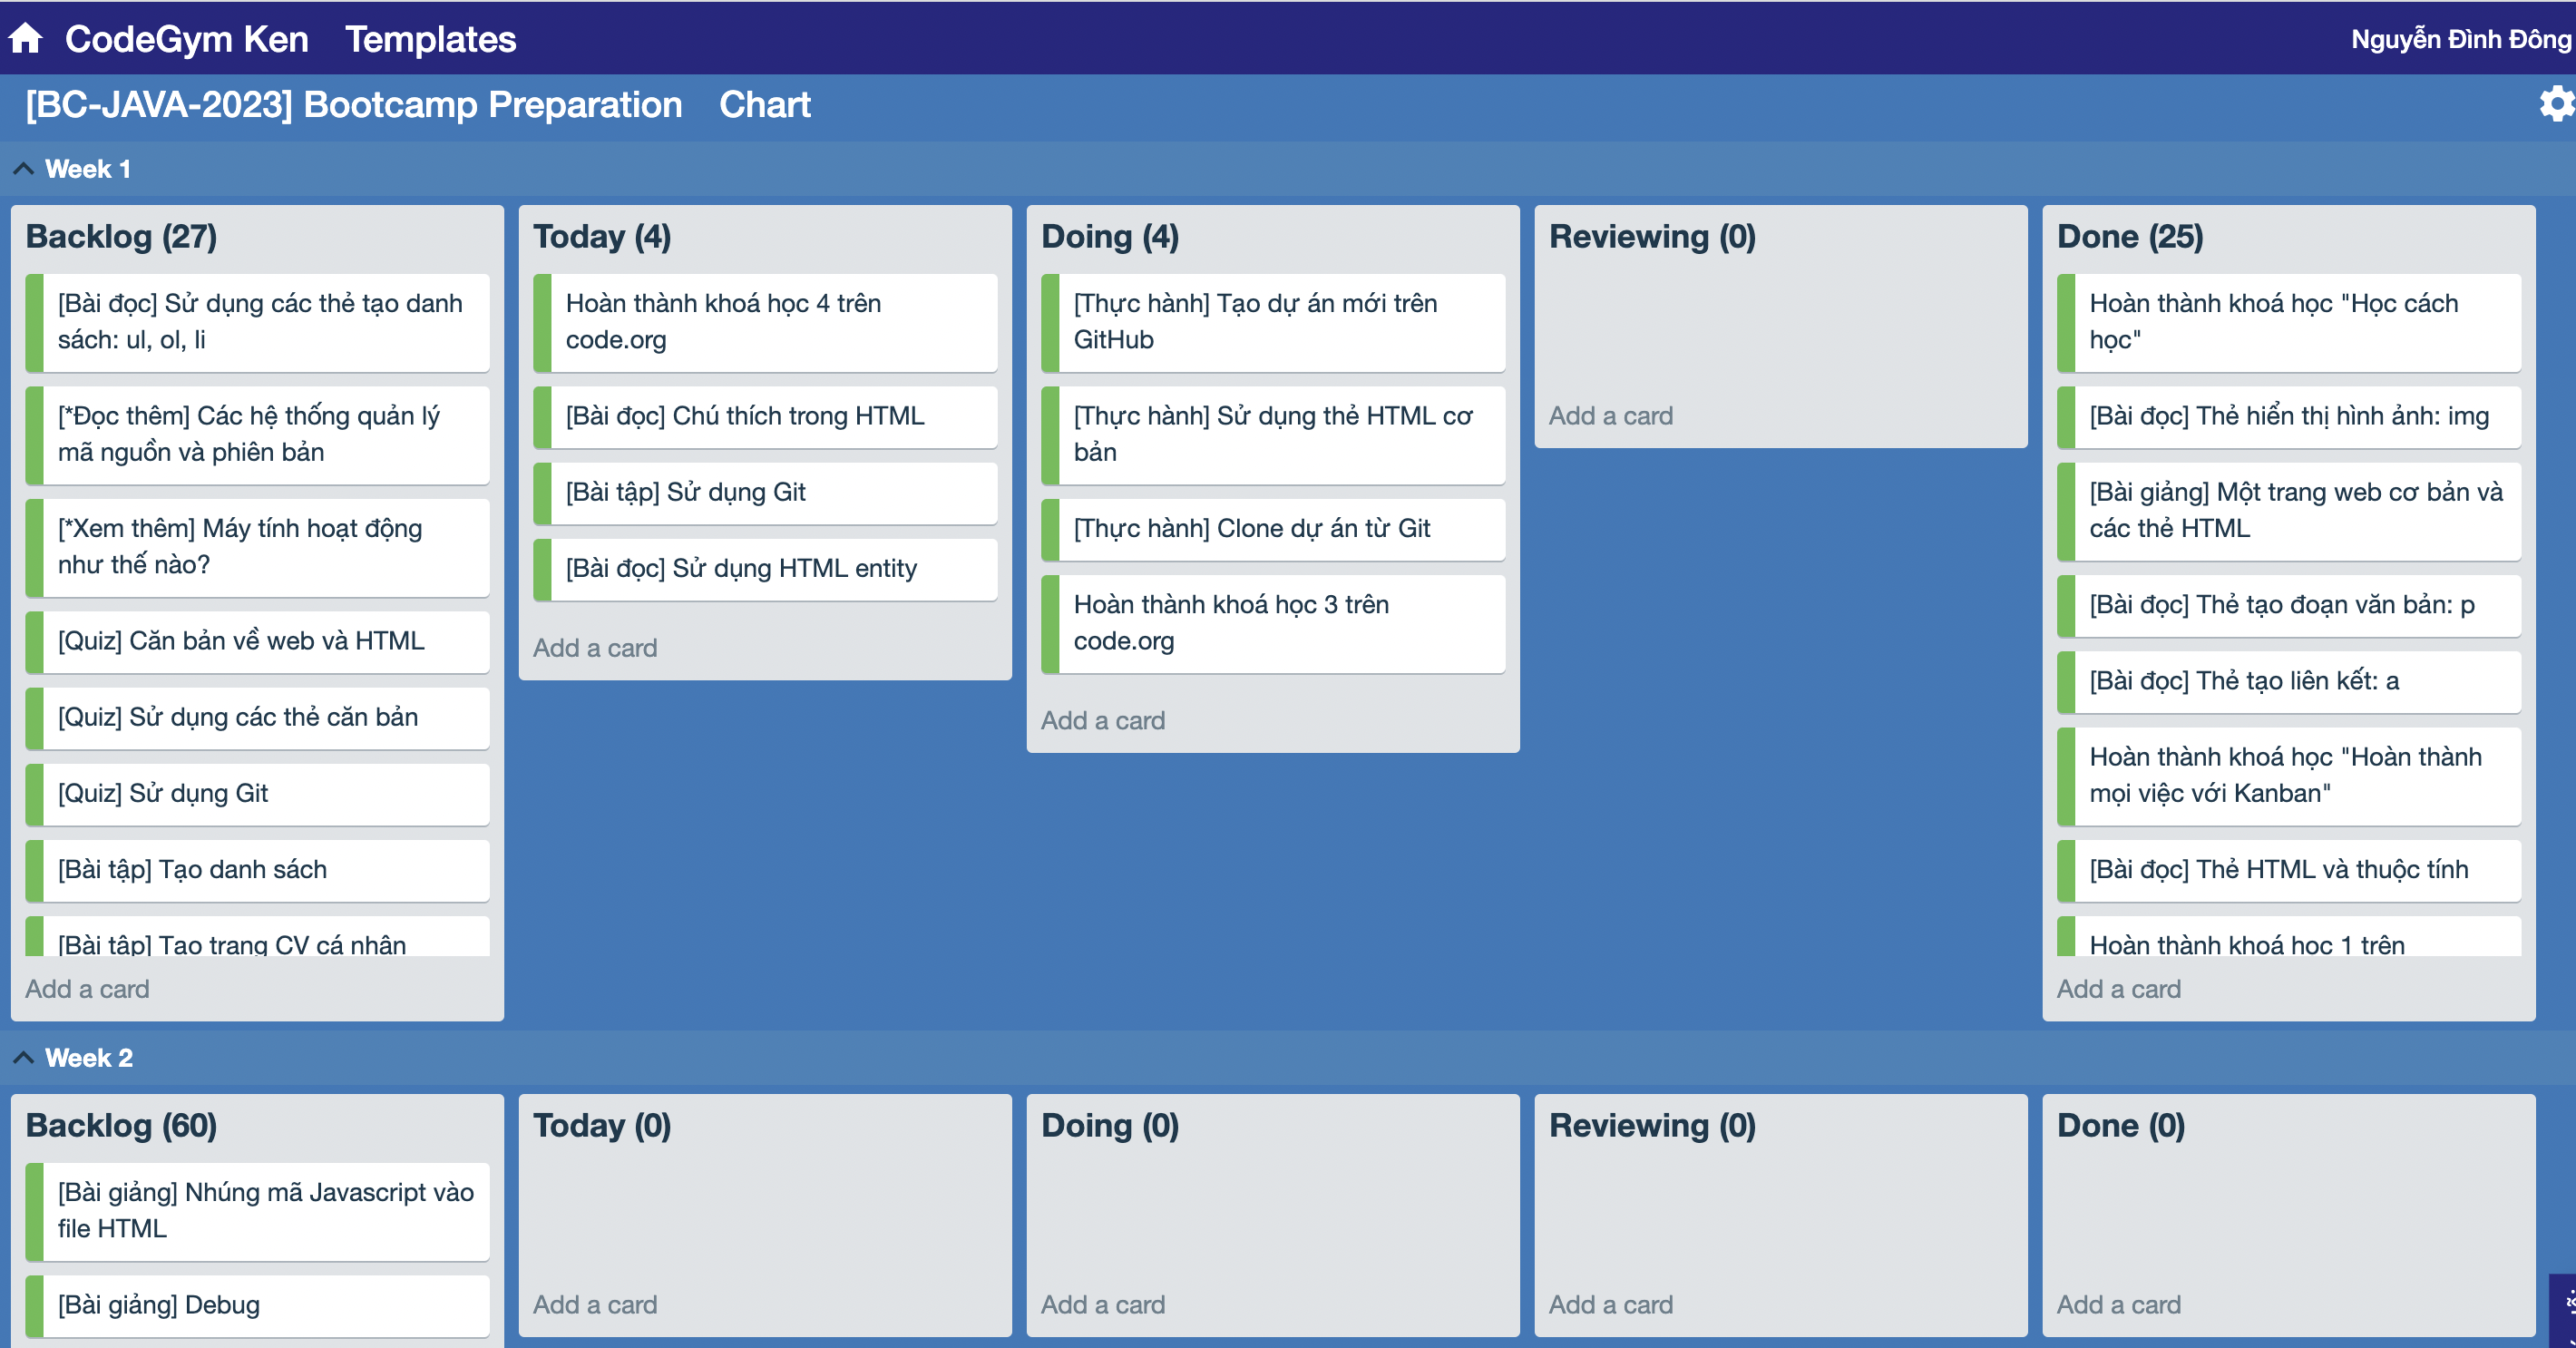 CodeGym Ken Templates Nguyễn Đình Đông
[BC-JAVA-2023] Bootcamp Preparation Chart
Week 1
Backlog (27)
[Bài đọc] Sử dụng các thẻ tạo danh
sách: ul, ol, li
[*Đọc thêm] Các hệ thống quản lý
mã nguồn và phiên bản
[*Xem thêm] Máy tính hoạt động
như thế nào?
[Quiz] Căn bản về web và HTML
[Quiz] Sử dụng các thẻ căn bản
[Quiz] Sử dụng Git
[Bài tập] Tạo danh sách
[Bài tập] Tạo trang CV cá nhân
Add a card
Today (4)
Hoàn thành khoá học 4 trên
code.org
[Bài đọc] Chú thích trong HTML
[Bài tập] Sử dụng Git
[Bài đọc] Sử dụng HTML entity
Add a card
Doing (4)
[Thực hành] Tạo dự án mới trên
GitHub
[Thực hành] Sử dụng thẻ HTML cơ
bản
[Thực hành] Clone dự án từ Git
Hoàn thành khoá học 3 trên
code.org
Add a card
Reviewing (0)
Add a card
Done (25)
Hoàn thành khoá học "Học cách
học"
[Bài đọc] Thẻ hiển thị hình ảnh: img
[Bài giảng] Một trang web cơ bản và
các thẻ HTML
[Bài đọc] Thẻ tạo đoạn văn bản: p
[Bài đọc] Thẻ tạo liên kết: a
Hoàn thành khoá học "Hoàn thành
mọi việc với Kanban"
[Bài đọc] Thẻ HTML và thuộc tính
Hoàn thành khoá học 1 trên
Add a card
Week 2
Backlog (60)
[Bài giảng] Nhúng mã Javascript vào
file HTML
[Bài giảng] Debug
Today (0)
Add a card
Doing (0)
Add a card
Reviewing (0)
Add a card
Done (0)
Add a card